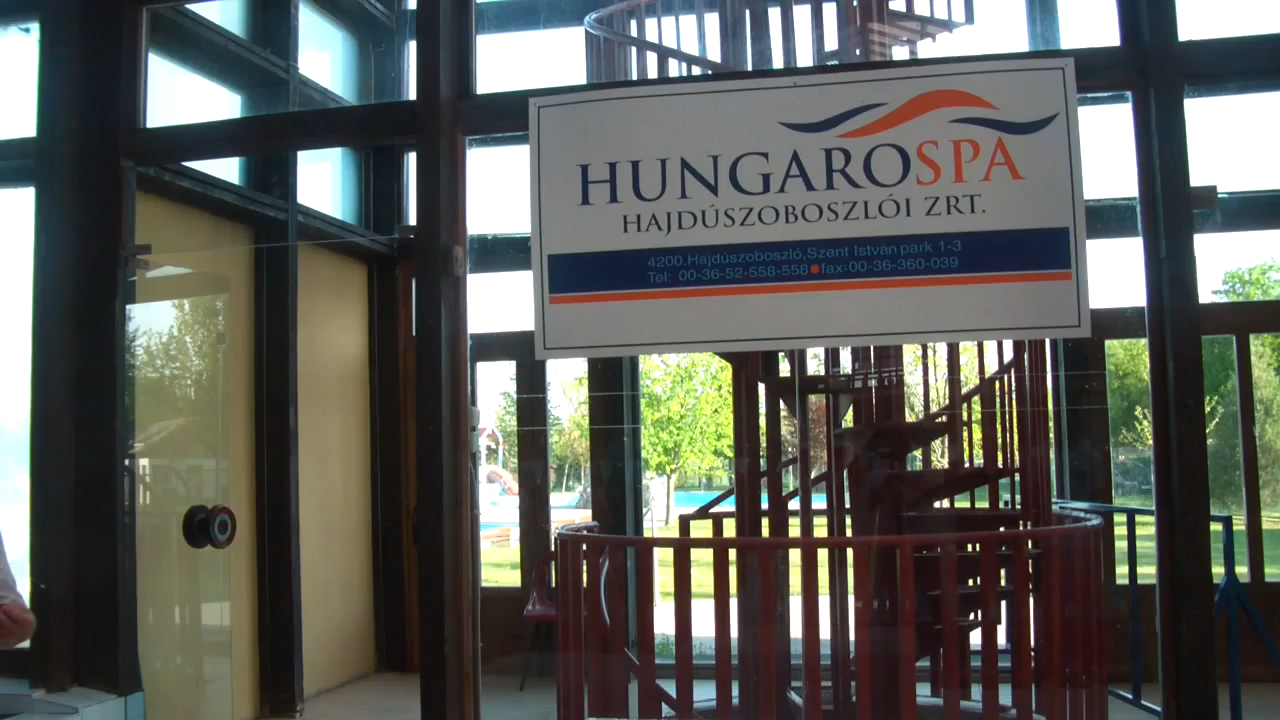 HUNGAROSPA
HAJDÚSZOBOSZLÓI ZRT.
4200.Hajdúszoboszló,Szent István park 1-3
Tel; 00-36-52-558-558●fax:00-36-360-039